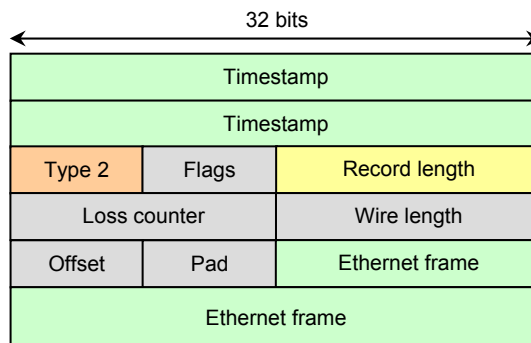 32 bits
Timestamp
Timestamp
Type 2 Flags Record length
Loss counter Wire length
Offset Pad Ethernet frame
Ethernet frame